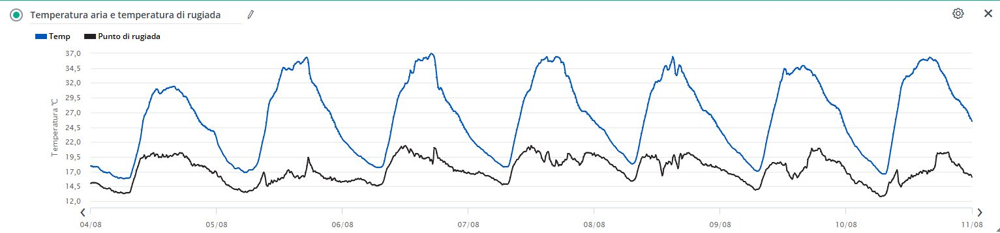 Temperatura aria e temperatura di rugiada
Temp Punto di rugiada
Temperatura °C
37,0
34,5
32,0
29,5
27,0
24,5
22,0
19,5
17,0
14,5
12,0
04/08 05/08 06/08 07/08 08/08 09/08 10/08 11/08